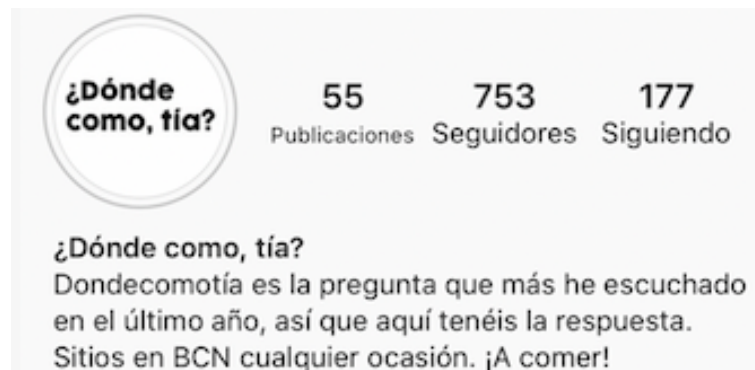 ¿Dónde
como, tía?
55 753 177
Publicaciones Seguidores Siguiendo
¿Dónde como, tía?
Dondecomotía es la pregunta que más he escuchado
en el último año, así que aquí tenéis la respuesta.
Sitios en BCN cualquier ocasión. ¡A comer!